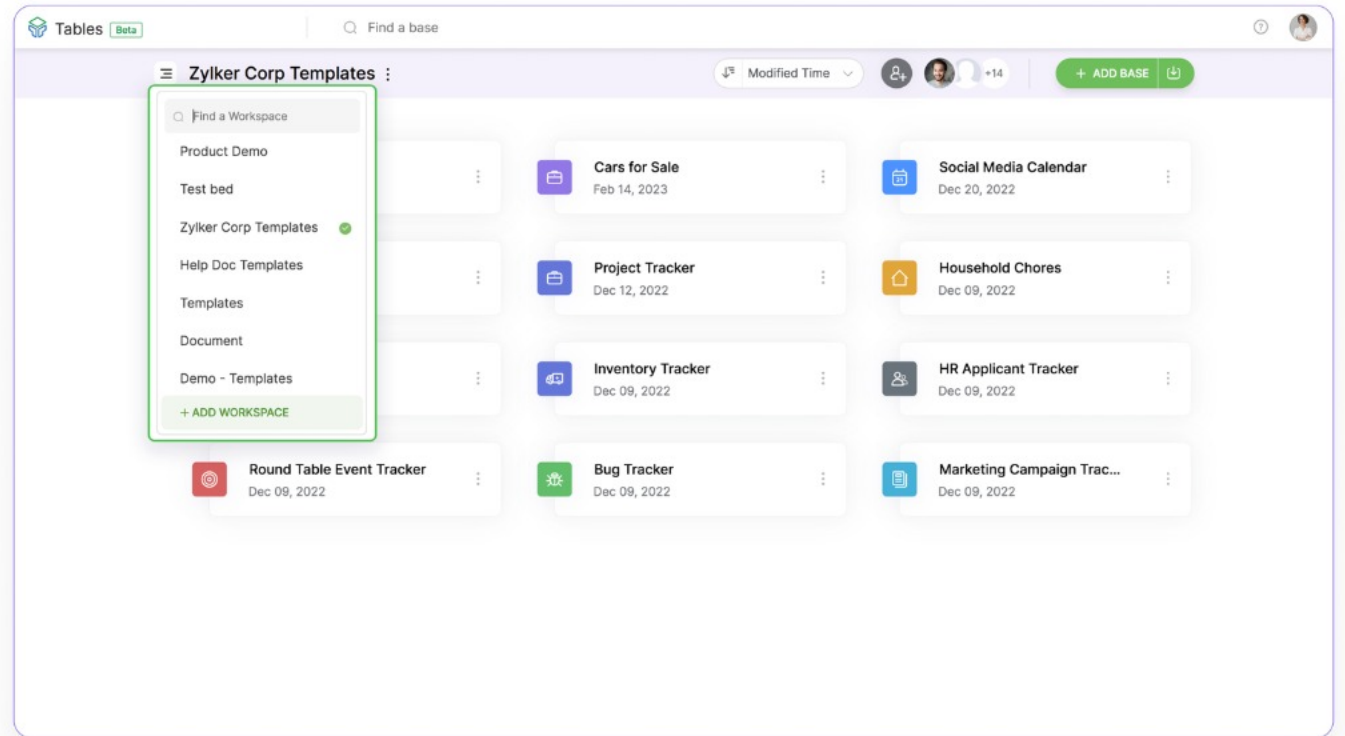 Tables Beta
Find a base
Zylker Corp Templates
Modified Time
+14
+ ADD BASE
Find a Workspace
Product Demo
Test bed
Zylker Corp Templates
Help Doc Templates
Templates
Document
Demo - Templates
+ ADD WORKSPACE
Cars for Sale
Feb 14, 2023
Social Media Calendar
Dec 20, 2022
Project Tracker
Dec 12, 2022
Household Chores
Dec 09, 2022
Inventory Tracker
Dec 09, 2022
HR Applicant Tracker
Dec 09, 2022
Round Table Event Tracker
Dec 09, 2022
Bug Tracker
Dec 09, 2022
Marketing Campaign Trac...
Dec 09, 2022